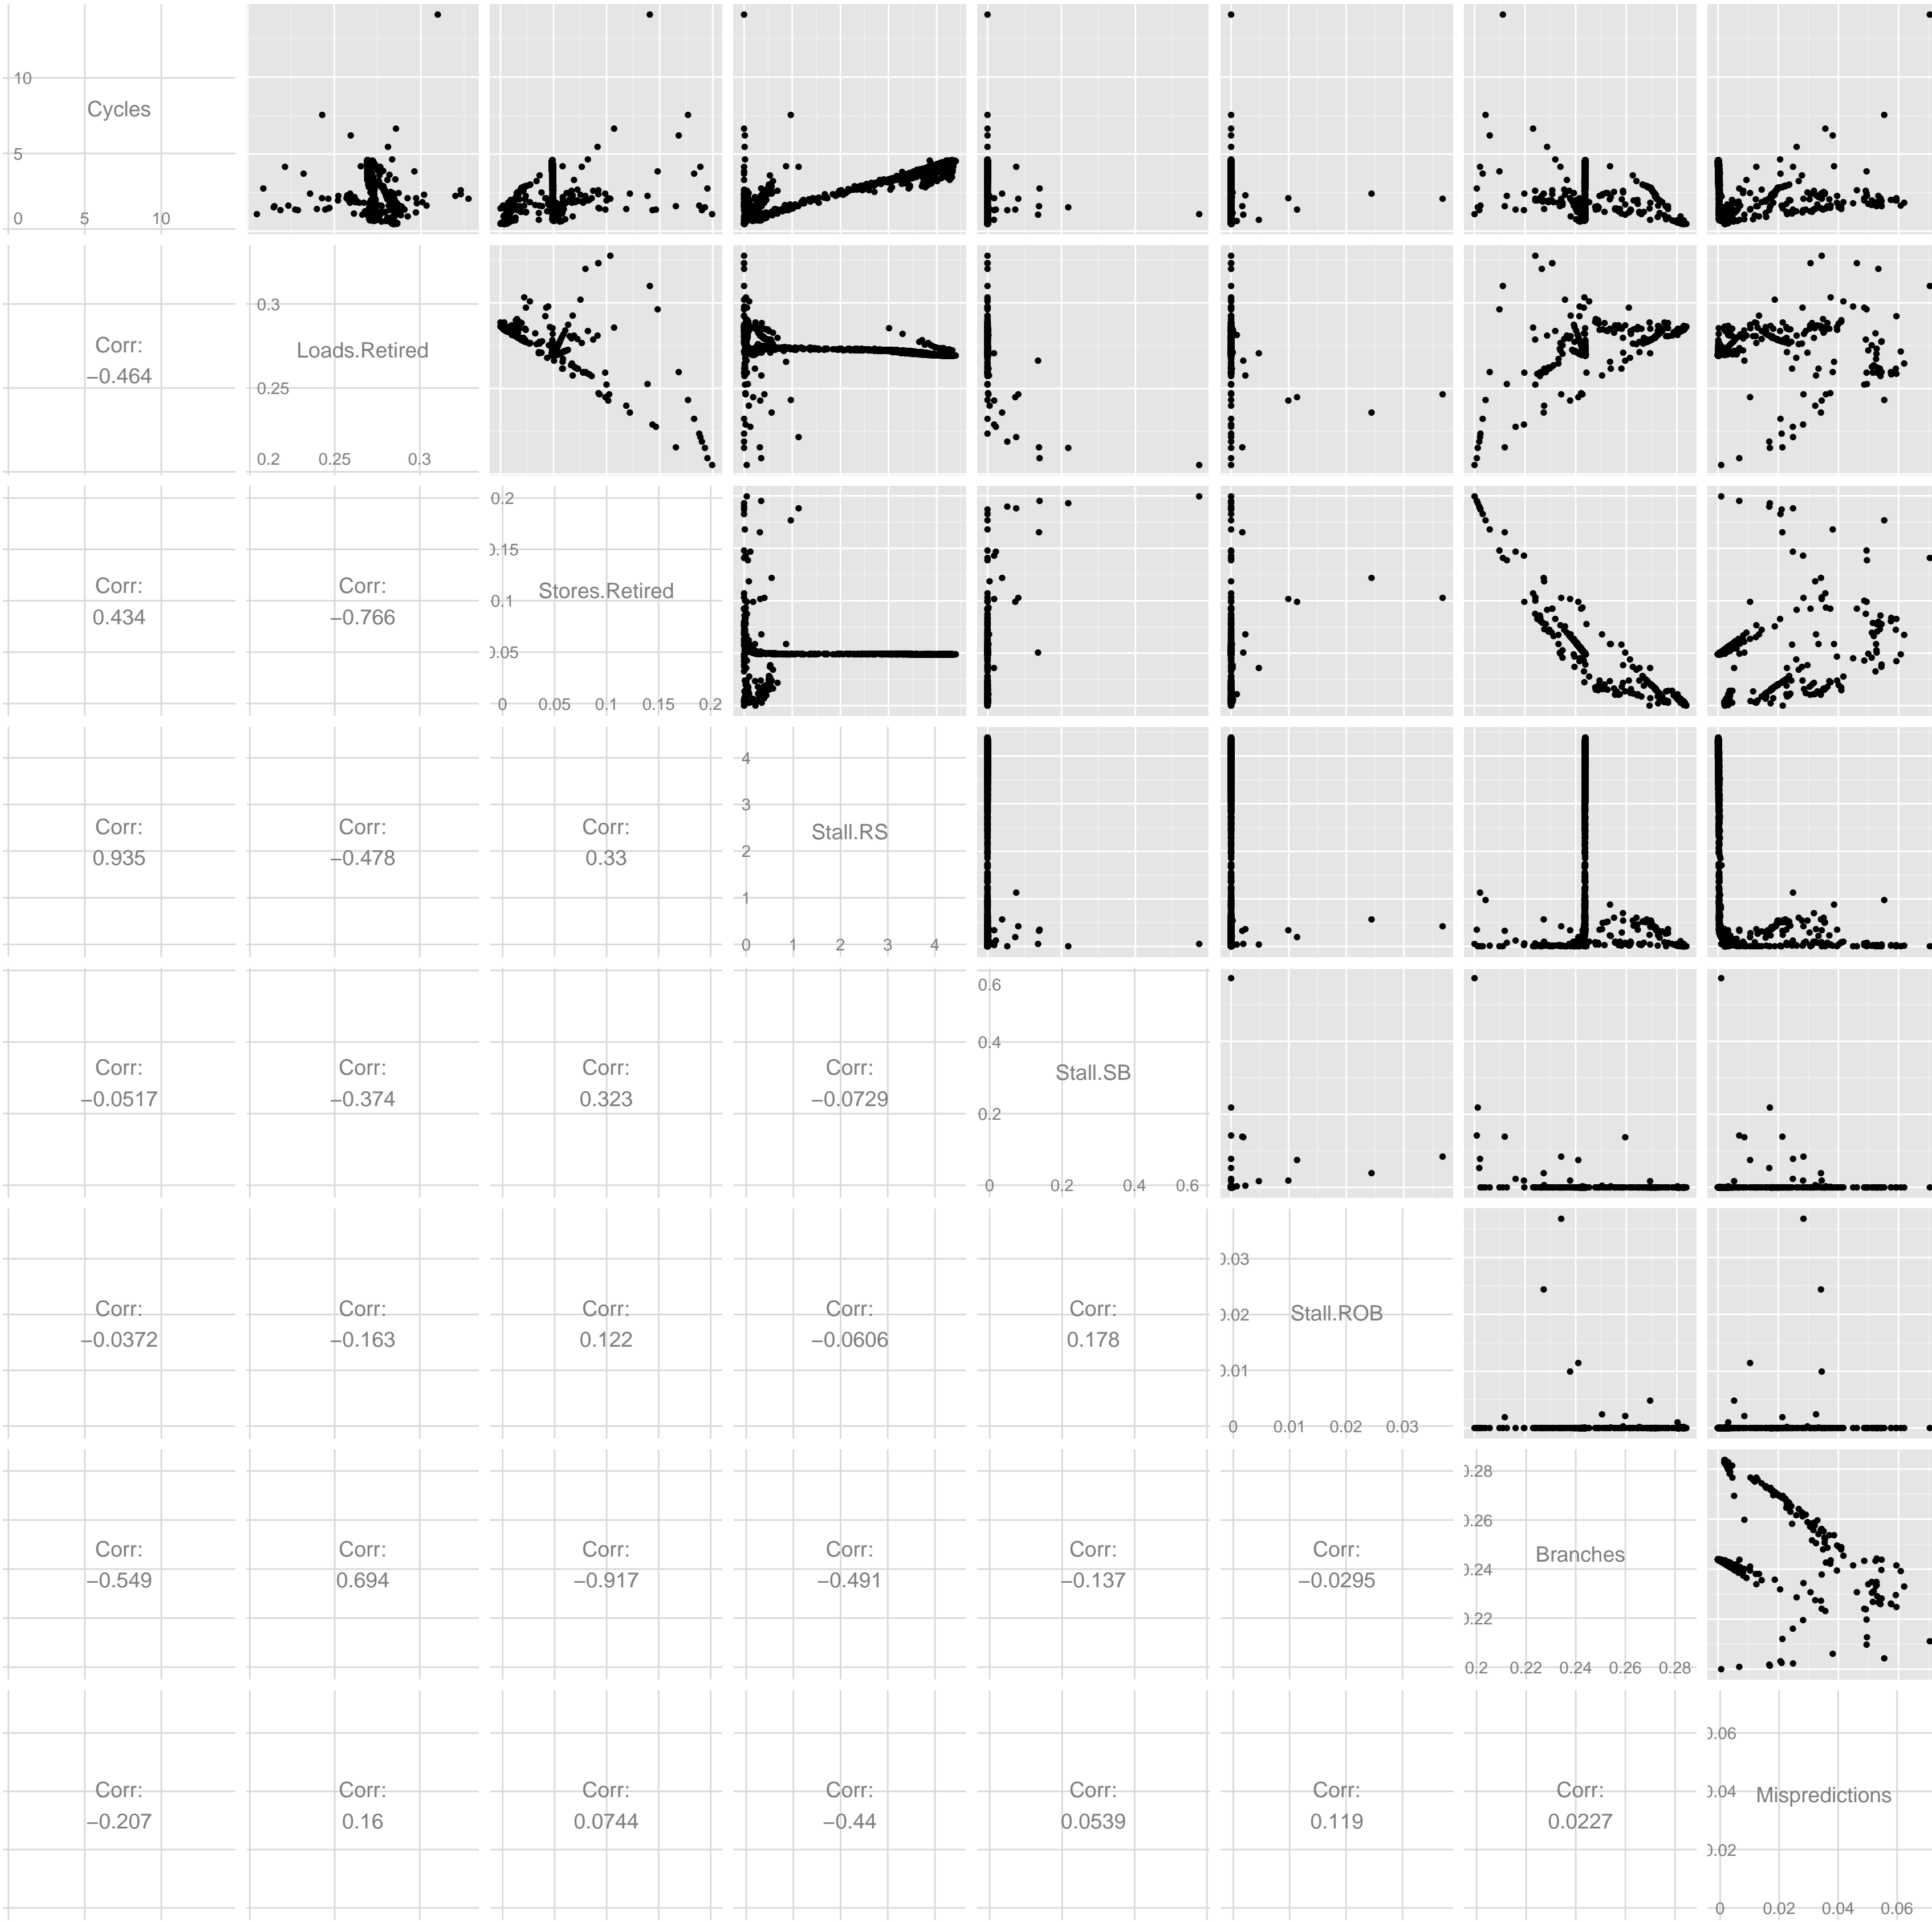 10
Cycles
5
0 5 10
Corr:
−0.464
0.3
Loads.Retired
0.25
0.2 0.25 0.3
Corr:
0.434
Corr:
−0.766
0.2
0.15
Stores.Retired
0.1
0.05
0 0.05 0.1 0.15 0.2
Corr:
0.935
Corr:
−0.478
Corr:
0.33
4
3
Stall.RS
2
1
0 1 2 3 4
Corr:
−0.0517
Corr:
−0.374
Corr:
0.323
Corr:
−0.0729
0.6
0.4
Stall.SB
0.2
0 0.2 0.4 0.6
Corr:
−0.0372
Corr:
−0.163
Corr:
0.122
Corr:
−0.0606
Corr:
0.178
0.03
Stall.ROB
0.02
0.01
0 0.01 0.02 0.03
Corr:
−0.549
Corr:
0.694
Corr:
−0.917
Corr:
−0.491
Corr:
−0.137
Corr:
−0.0295
0.28
0.26
Branches
0.24
0.22
0.2 0.22 0.24 0.26 0.28
Corr:
−0.207
Corr:
0.16
Corr:
0.0744
Corr:
−0.44
Corr:
0.0539
Corr:
0.119
Corr:
0.0227
0.06
Mispredictions
0.04
0.02
0 0.02 0.04 0.06